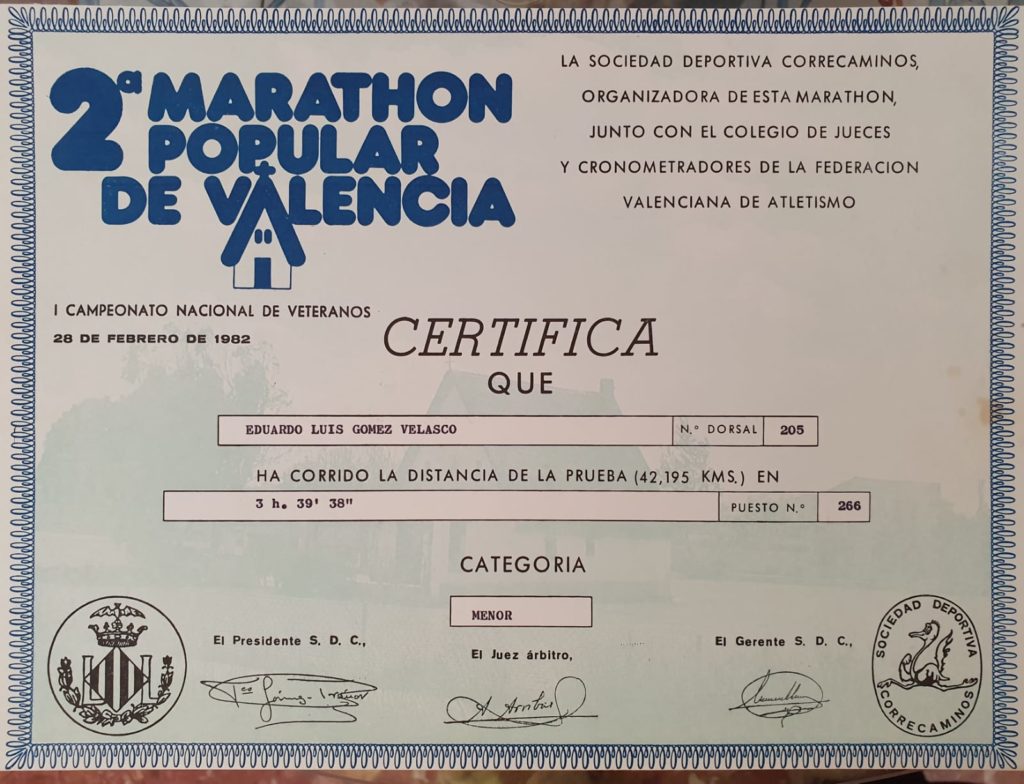 2ª MARATHON
POPULAR
DE VALENCIA
LA SOCIEDAD DEPORTIVA CORRECAMINOS,
ORGANIZADORA DE ESTA MARATHON,
JUNTO CON EL COLEGIO DE JUECES
Y CRONOMETRADORES DE LA FEDERACION
VALENCIANA DE ATLETISMO
I CAMPEONATO NACIONAL DE VETERANOS
28 DE FEBRERO DE 1982
CERTIFICA
QUE
EDUARDO LUIS GOMEZ VELASCO N.º DORSAL 205
HA CORRIDO LA DISTANCIA DE LA PRUEBA (42,195 KMS.) EN
3 h. 39' 38" PUESTO N.º 266
CATEGORIA
MENOR
El Presidente S. D. C.,
El Juez árbitro,
El Gerente S. D. C.,
A Arribas
SOCIEDAD DEPORTIVA
CORRECAMINOS